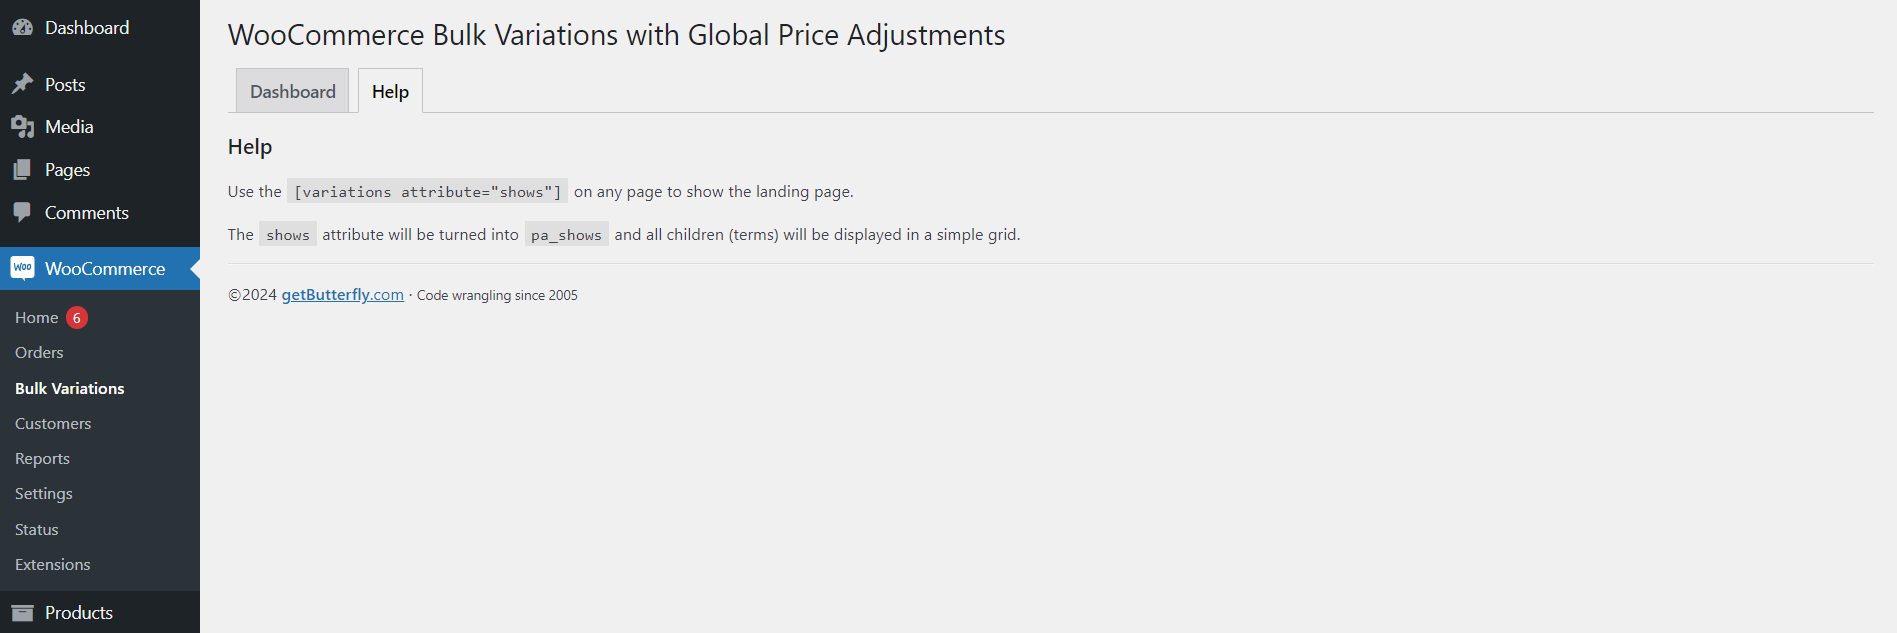 Dashboard
Posts
Media
Pages
Comments
Woo WooCommerce
Home 6
Orders
Bulk Variations
Customers
Reports
Settings
Status
Extensions
Products
WooCommerce Bulk Variations with Global Price Adjustments
Dashboard Help
Help
Use the [variations attribute="shows"] on any page to show the landing page.
The shows attribute will be turned into pa_shows and all children (terms) will be displayed in a simple grid.
©2024 getButterfly.com · Code wrangling since 2005